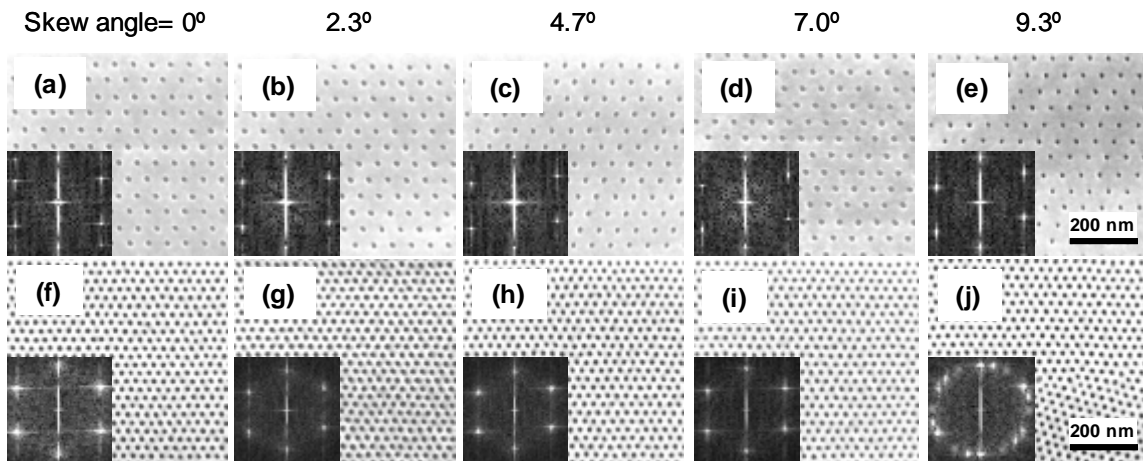 Skew angle= 0º 2.3º 4.7º 7.0º 9.3º
(a) (b) (c) (d) (e)
200 nm
(f) (g) (h) (i) (j)
200 nm